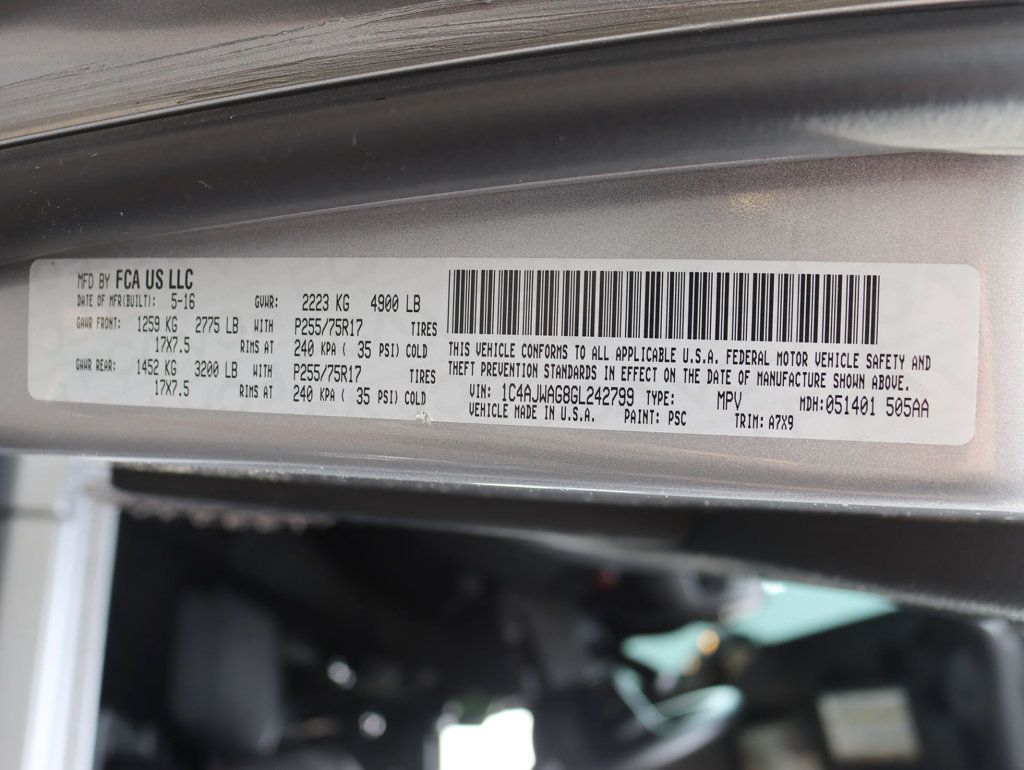 MFD BY FCA US LLC
DATE OF MFR(BUILT): 5-16 GVWR: 2223 KG 4900 LB
GAWR FRONT: 1259 KG 2775 LB WITH P255/75R17 TIRES
17X7.5 RIMS AT 240 KPA ( 35 PSI) COLD
GAWR REAR: 1452 KG 3200 LB WITH P255/75R17 TIRES
17X7.5 RIMS AT 240 KPA ( 35 PSI) COLD
THIS VEHICLE CONFORMS TO ALL APPLICABLE U.S.A. FEDERAL MOTOR VEHICLE SAFETY AND
THEFT PREVENTION STANDARDS IN EFFECT ON THE DATE OF MANUFACTURE SHOWN ABOVE.
VIN: 1C4AJWAG8GL242799 TYPE: MPV MDH:051401 505AA
VEHICLE MADE IN U.S.A. PAINT: PSC TRIM: A7X9